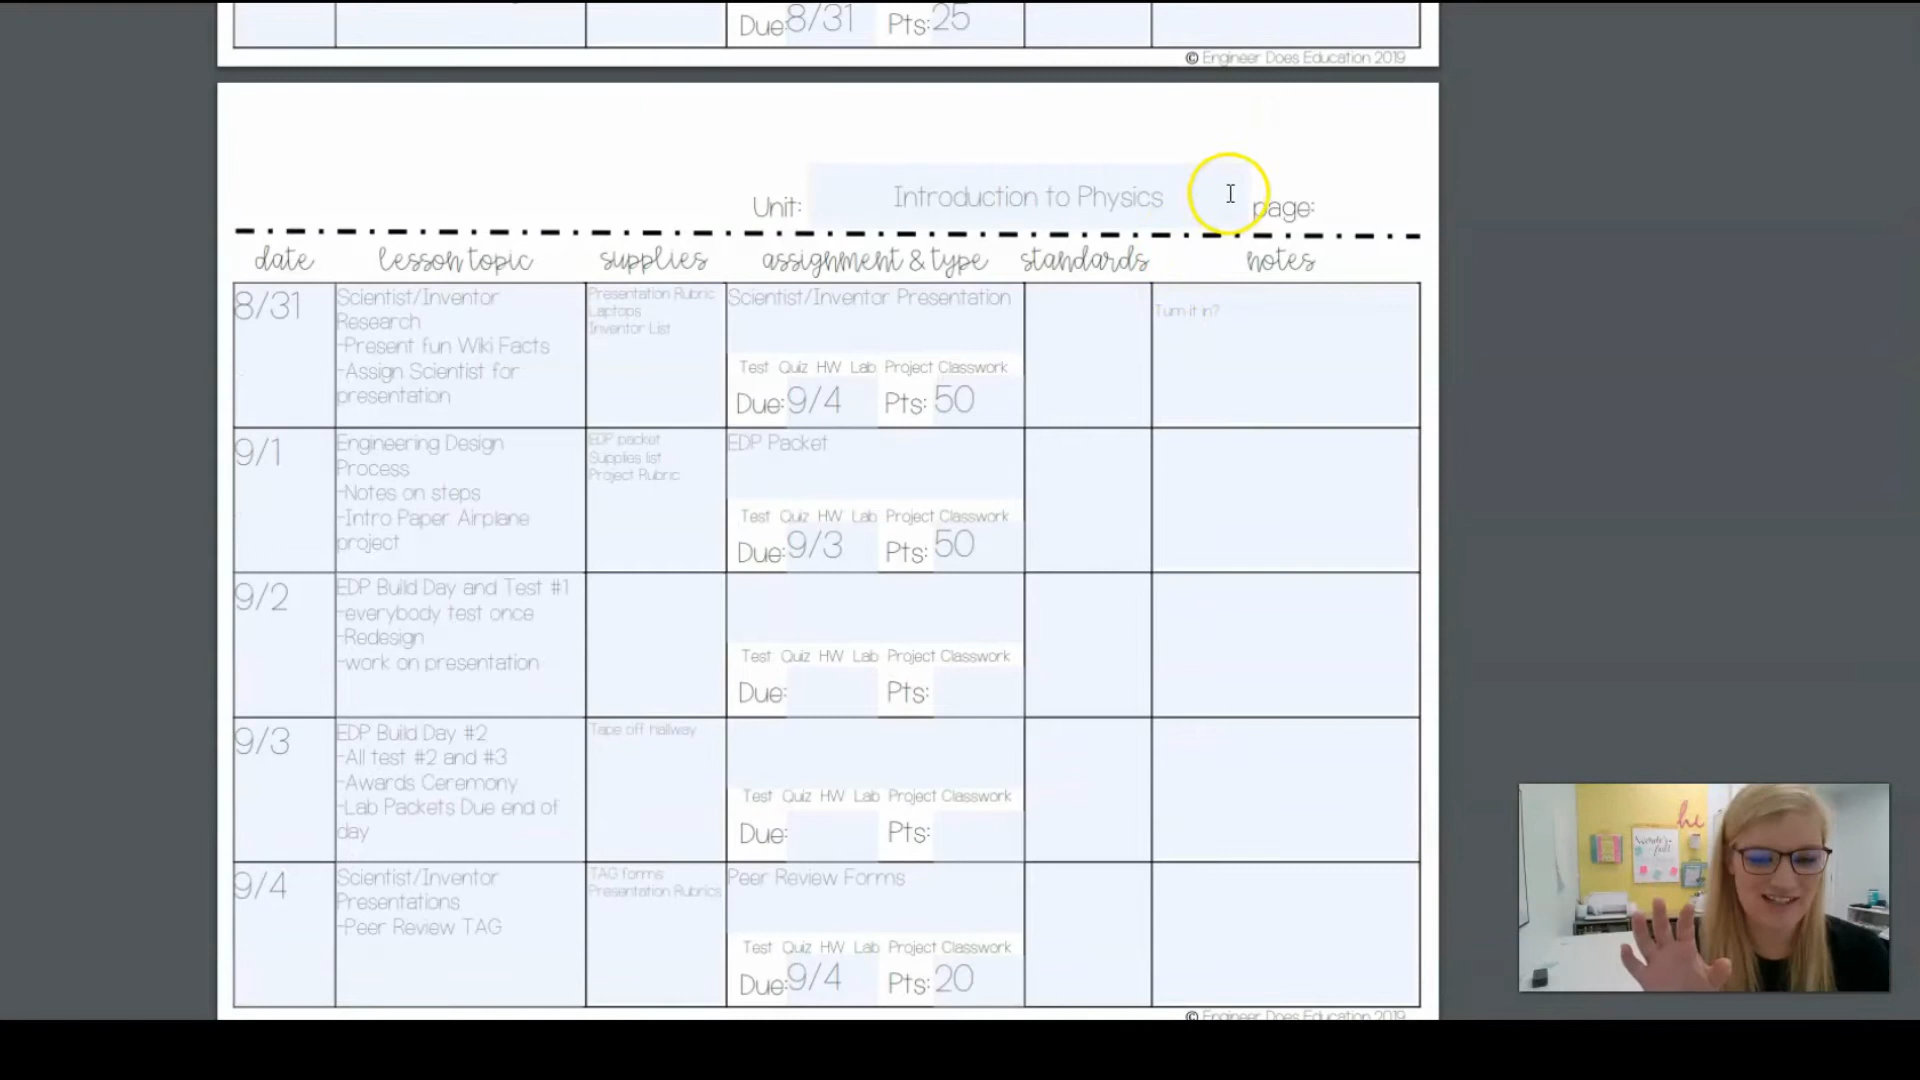 Due: 8/31 Pts: 25
© Engineer Does Education 2019
Unit: Introduction to Physics page:
date lesson topic supplies assignment & type standards notes
8/31
Scientist/Inventor
Research
-Present fun Wiki Facts
-Assign Scientist for
presentation
Presentation Rubric
Laptops
Inventor List
Scientist/Inventor Presentation
Test Quiz HW Lab Project Classwork
Due: 9/4 Pts: 50
Turn it in?
9/1
Engineering Design
Process
-Notes on steps
-Intro Paper Airplane
project
EDP packet
Supplies list
Project Rubric
EDP Packet
Test Quiz HW Lab Project Classwork
Due: 9/3 Pts: 50
9/2
EDP Build Day and Test #1
-everybody test once
-Redesign
-work on presentation
Test Quiz HW Lab Project Classwork
Due: Pts:
9/3
EDP Build Day #2
-All test #2 and #3
-Awards Ceremony
-Lab Packets Due end of
day
Tape off hallway
Test Quiz HW Lab Project Classwork
Due: Pts:
9/4
Scientist/Inventor
Presentations
-Peer Review TAG
TAG forms
Presentation Rubrics
Peer Review Forms
Test Quiz HW Lab Project Classwork
Due: 9/4 Pts: 20
© Engineer Does Education 2019
hi